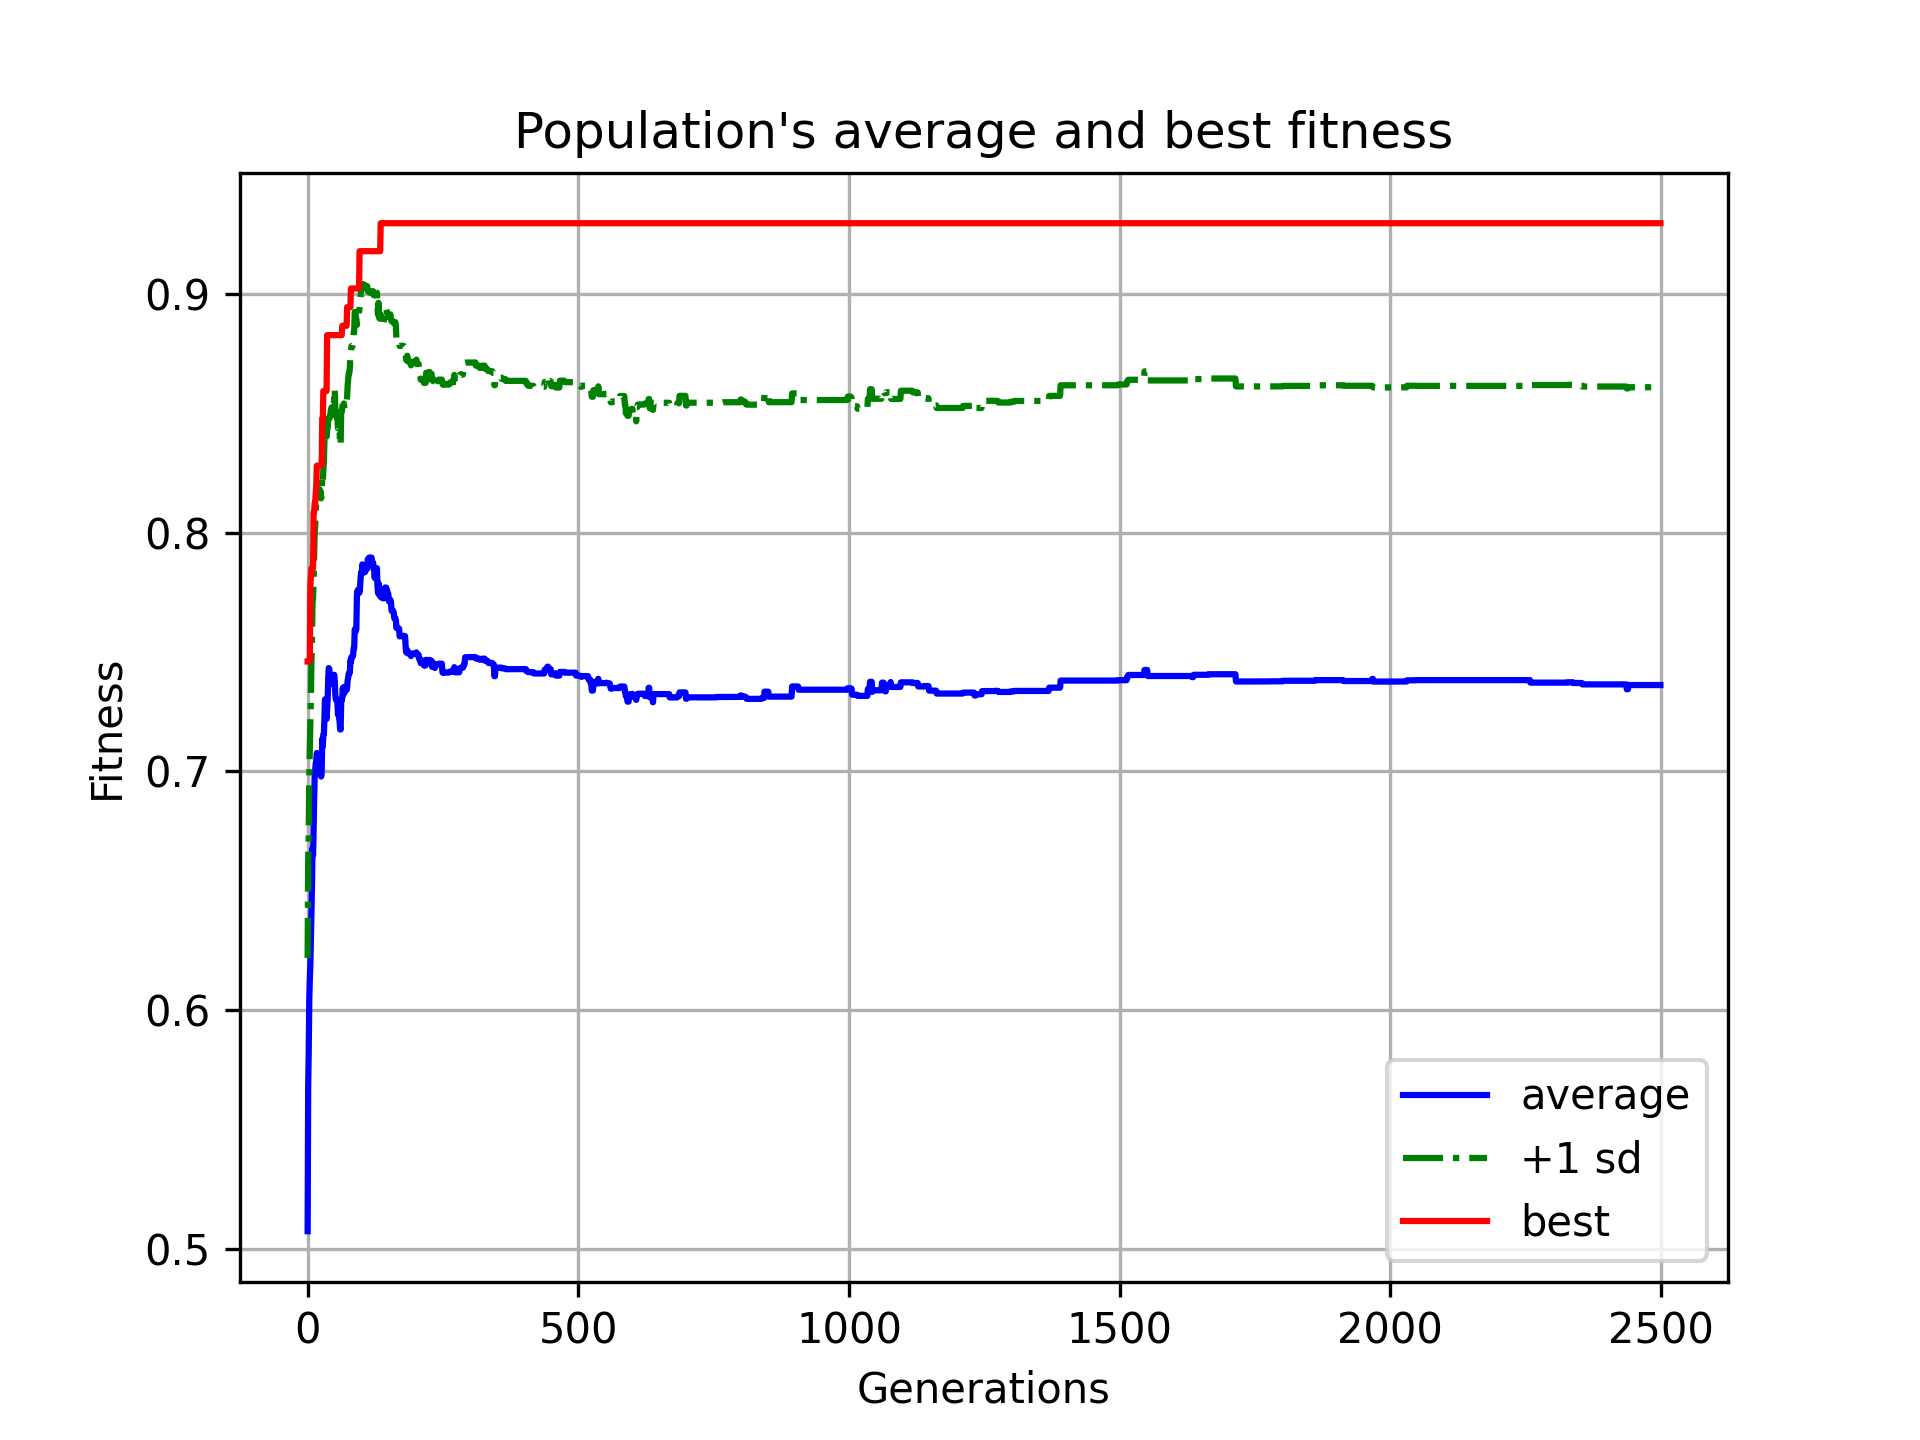 Population's average and best fitness
Fitness
0.9
0.8
0.7
0.6
0.5
0 500 1000 1500 2000 2500
Generations
average
+1 sd
best